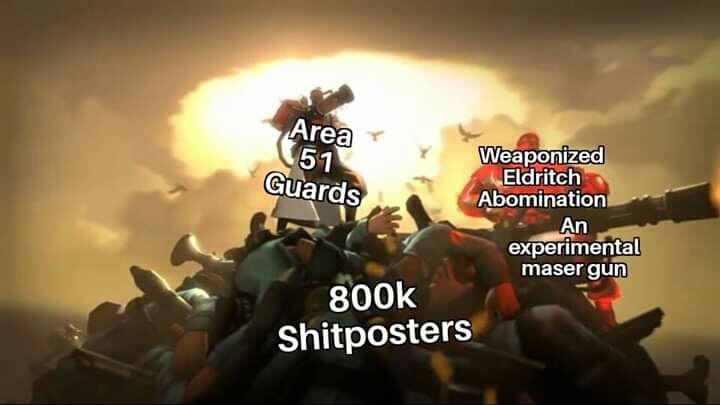 Area
51
Guards
Weaponized
Eldritch
Abomination
An
experimental
maser gun
800k
Shitposters